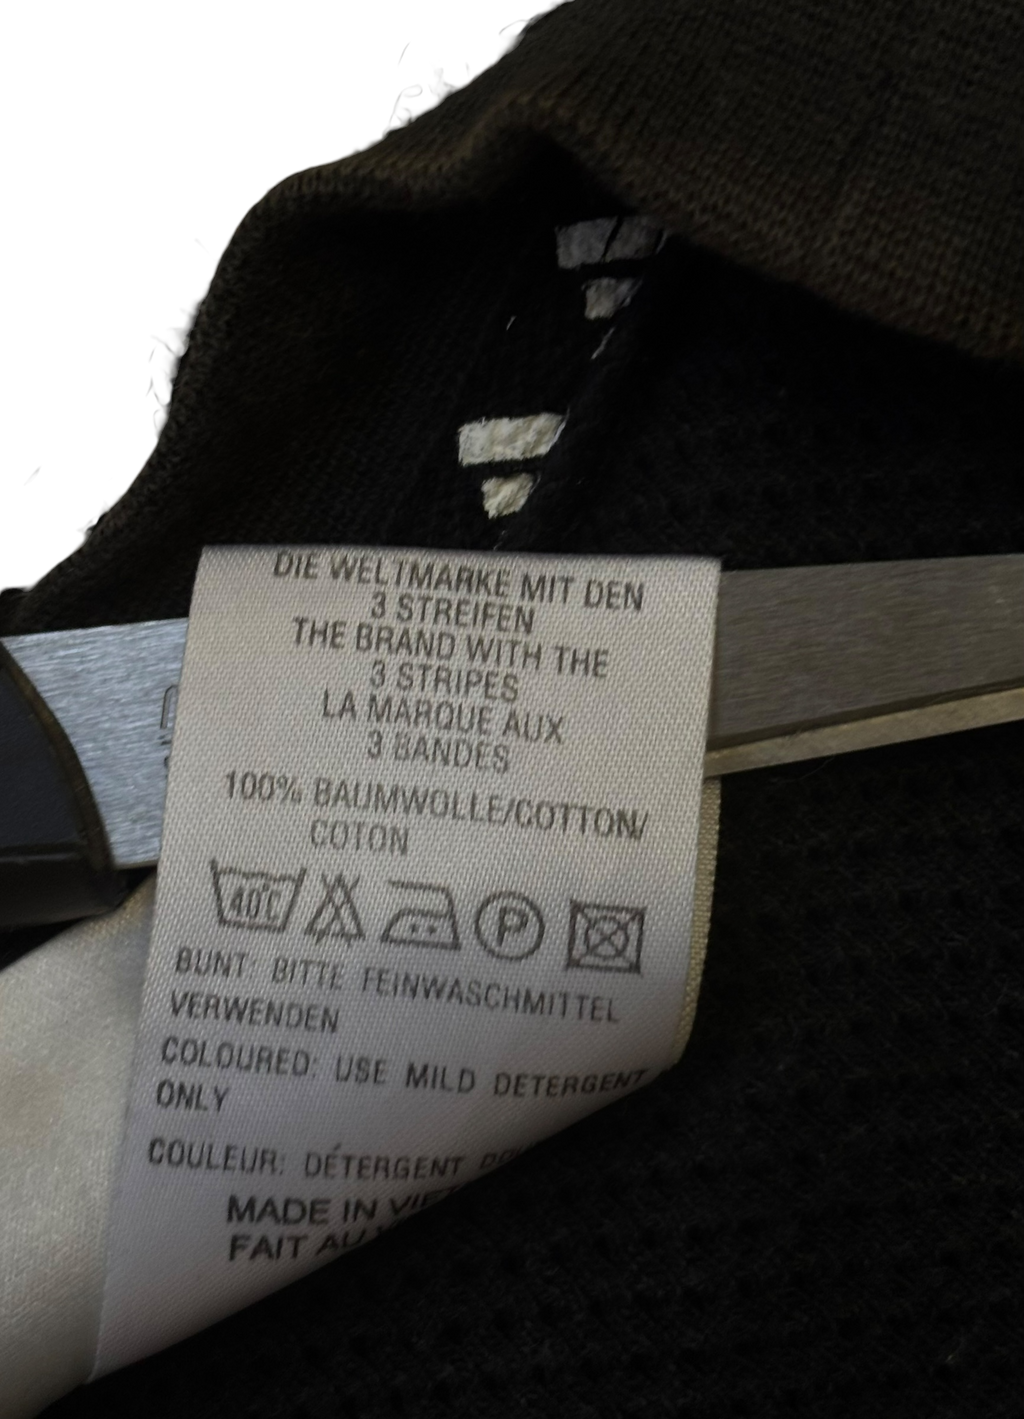 DIE WELTMARKE MIT DEN
3 STREIFEN
THE BRAND WITH THE
3 STRIPES
LA MARQUE AUX
3 BANDES
100% BAUMWOLLE/COTTON/
COTON
40°C
P
BUNT: BITTE FEINWASCHMITTEL
VERWENDEN
COLOURED: USE MILD DETERGENT
ONLY
COULEUR: DÉTERGENT
MADE IN
FAIT AU